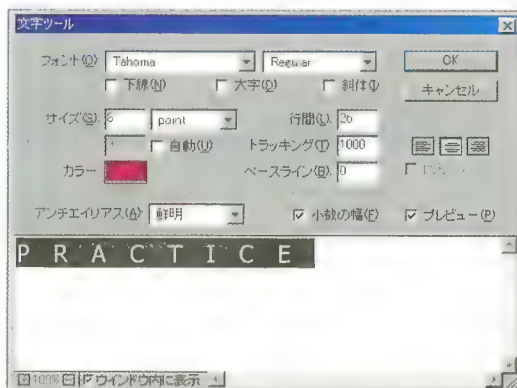 文字ツール
フォント(O): Tahoma Regular OK
下線(N) 太字(D) 斜体(I) キャンセル
サイズ(S): 6 point 行間(L): 26
自動(U) トラッキング(T) 1000
カラー ベースライン(B): 0
アンチエイリアス(A): 鮮明 小数の幅(F) プレビュー(P)
PRACTICE
100% ウインドウ内に表示